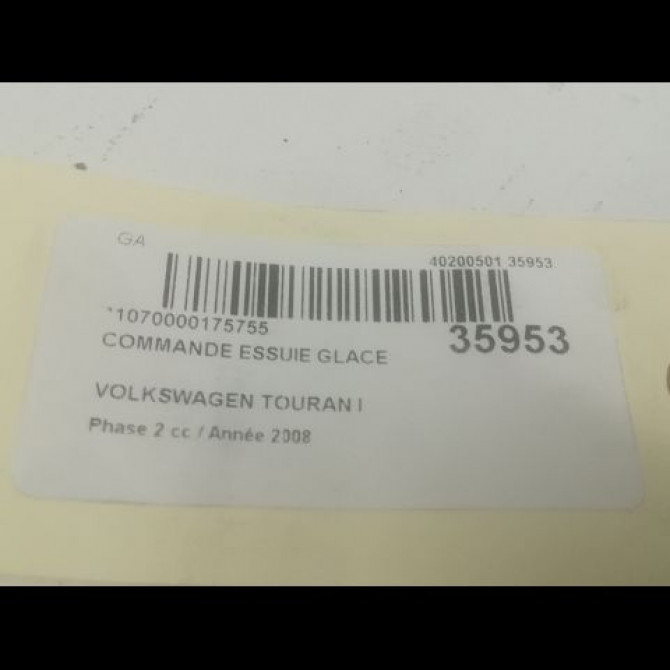 GA
40200501 35953
*1070000175755
35953
COMMANDE ESSUIE GLACE
VOLKSWAGEN TOURAN I
Phase 2 cc / Année 2008